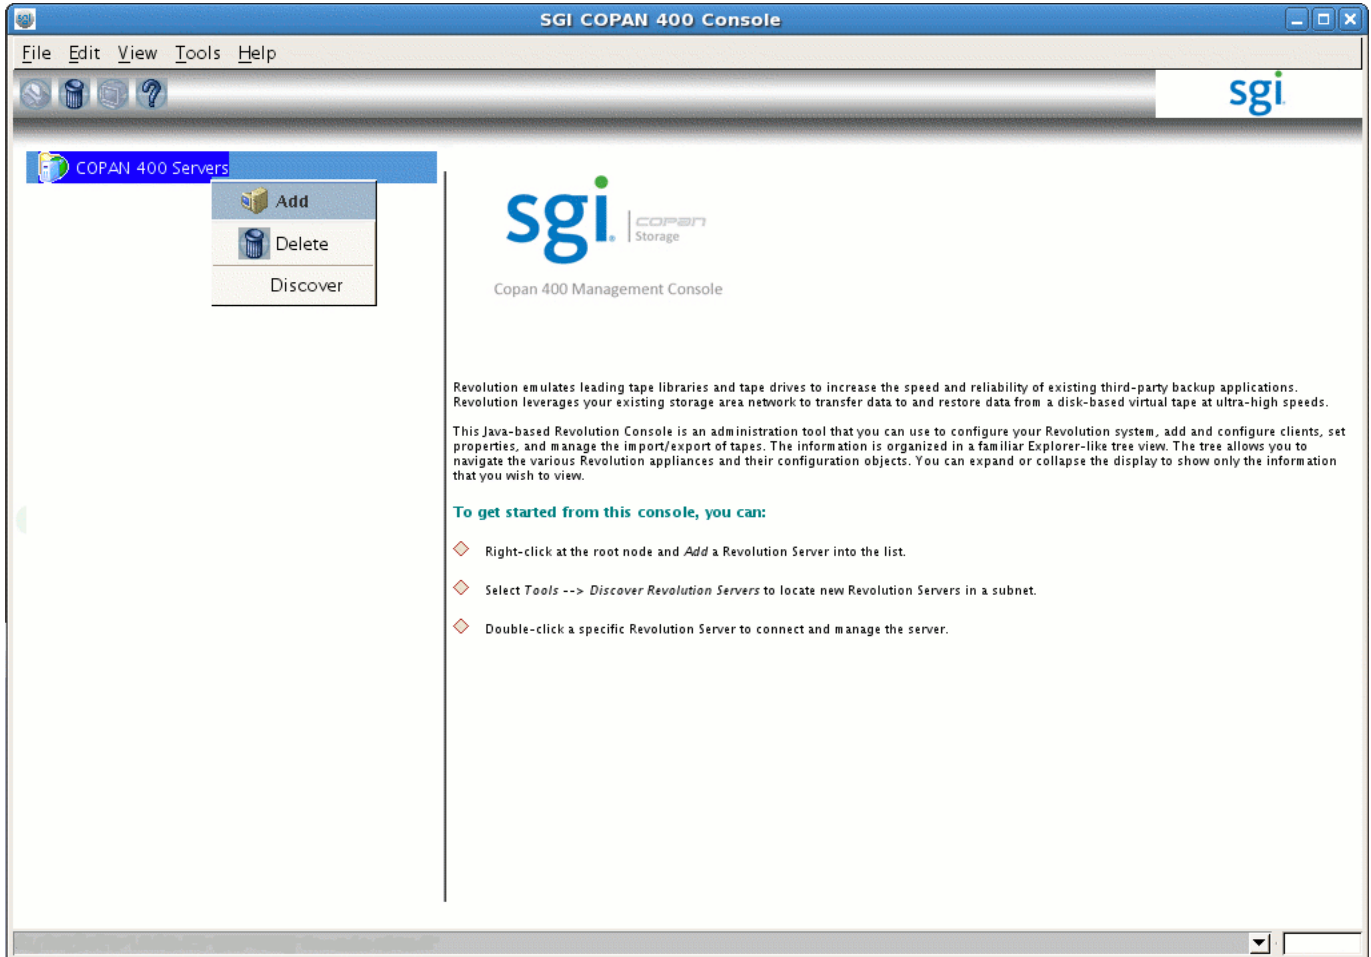 SGI COPAN 400 Console
File Edit View Tools Help
sgi
COPAN 400 Servers
Add
Delete
Discover
sgi
copan
Storage
Copan 400 Management Console
Revolution emulates leading tape libraries and tape drives to increase the speed and reliability of existing third-party backup applications.
Revolution leverages your existing storage area network to transfer data to and restore data from a disk-based virtual tape at ultra-high speeds.
This Java-based Revolution Console is an administration tool that you can use to configure your Revolution system, add and configure clients, set
properties, and manage the import/export of tapes. The information is organized in a familiar Explorer-like tree view. The tree allows you to
navigate the various Revolution appliances and their configuration objects. You can expand or collapse the display to show only the information
that you wish to view.
To get started from this console, you can:
Right-click at the root node and Add a Revolution Server into the list.
Select Tools --> Discover Revolution Servers to locate new Revolution Servers in a subnet.
Double-click a specific Revolution Server to connect and manage the server.